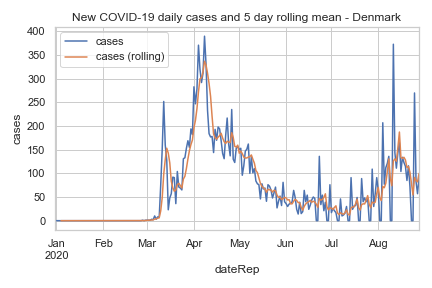 New COVID-19 daily cases and 5 day rolling mean - Denmark
400
350
300
250
200
150
100
50
0
cases
cases
cases (rolling)
Jan Feb Mar Apr May Jun Jul Aug
2020
dateRep